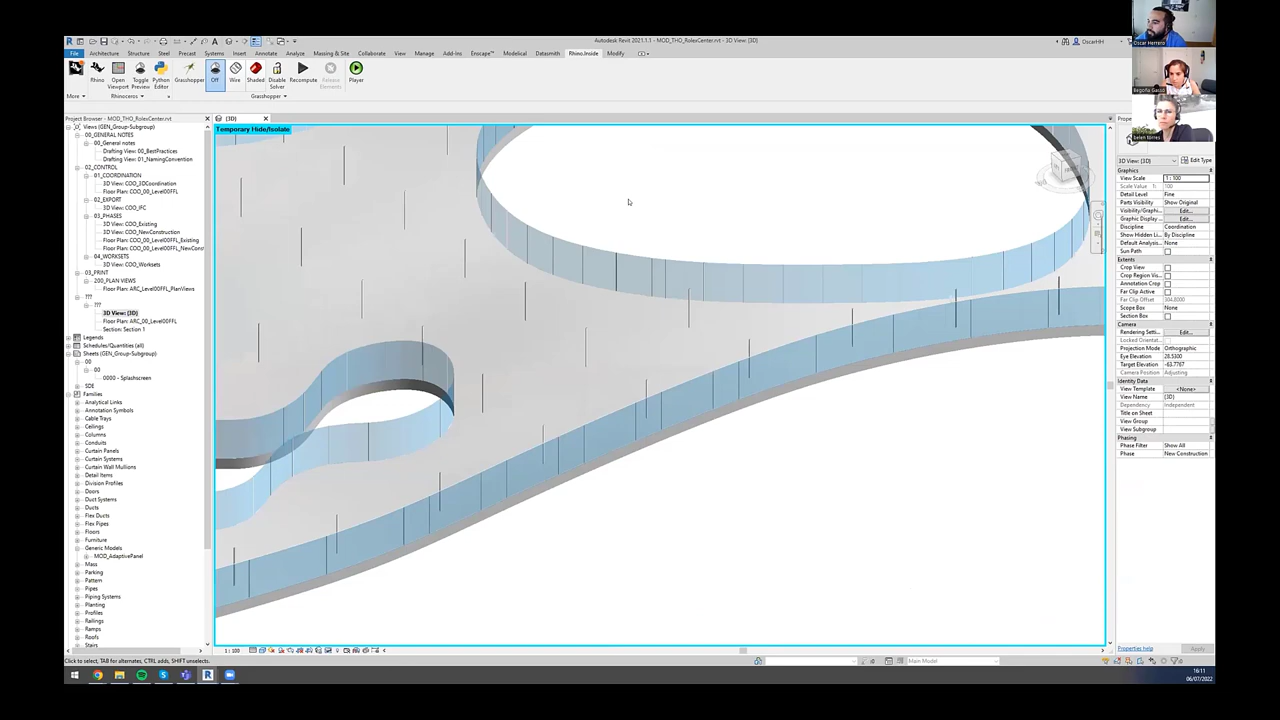 Autodesk Revit 2021.1.1 - MOD_THO_RolexCenter.rvt - 3D View: {3D}
OscarHH
File Architecture Structure Steel Precast Systems Insert Annotate Analyze Massing & Site Collaborate View Manage Add-Ins Enscape™ Modelical Datasmith Rhino.Inside Modify
Rhino Open Viewport Toggle Preview Python Editor Grasshopper Off Wire Shaded Disable Solver Recompute Release Elements Player
More Rhinoceros Grasshopper
Oscar Herrero
Begoña Gassó
belen torres
Project Browser - MOD_THO_RolexCenter.rvt
Views (GEN_Group-Subgroup)
00_GENERAL NOTES
00_General notes
Drafting View: 00_BestPractices
Drafting View: 01_NamingConvention
02_CONTROL
01_COORDINATION
3D View: COO_3DCoordination
Floor Plan: COO_00_Level00FFL
02_EXPORT
3D View: COO_IFC
03_PHASES
3D View: COO_Existing
3D View: COO_NewConstruction
Floor Plan: COO_00_Level00FFL_Existing
Floor Plan: COO_00_Level00FFL_NewConst
04_WORKSETS
3D View: COO_Worksets
03_PRINT
200_PLAN VIEWS
Floor Plan: ARC_Level00FFL_PlanViews
???
???
3D View: {3D}
Floor Plan: ARC_00_Level00FFL
Section: Section 1
Legends
Schedules/Quantities (all)
Sheets (GEN_Group-Subgroup)
00
00
0000 - Splashscreen
SDE
Families
Analytical Links
Annotation Symbols
Cable Trays
Ceilings
Columns
Conduits
Curtain Panels
Curtain Systems
Curtain Wall Mullions
Detail Items
Division Profiles
Doors
Duct Systems
Ducts
Flex Ducts
Flex Pipes
Floors
Furniture
Generic Models
MOD_AdaptivePanel
Mass
Parking
Pattern
Pipes
Piping Systems
Planting
Profiles
Railings
Ramps
Roofs
Stairs
{3D}
Temporary Hide/Isolate
Prope
3D View: {3D} Edit Type
Graphics
View Scale 1 : 100
Scale Value 1: 100
Detail Level Fine
Parts Visibility Show Original
Visibility/Graphi... Edit...
Graphic Display ... Edit...
Discipline Coordination
Show Hidden Li... By Discipline
Default Analysis... None
Sun Path
Extents
Crop View
Crop Region Vis...
Annotation Crop
Far Clip Active
Far Clip Offset 304.8000
Scope Box None
Section Box
Camera
Rendering Setti... Edit...
Locked Orientat...
Projection Mode Orthographic
Eye Elevation 28.5300
Target Elevation -63.7767
Camera Position Adjusting
Identity Data
View Template <None>
View Name {3D}
Dependency Independent
Title on Sheet
View Group
View Subgroup
Phasing
Phase Filter Show All
Phase New Construction
Properties help Apply
1 : 100
Click to select, TAB for alternates, CTRL adds, SHIFT unselects.
Main Model
16:11
06/07/2022